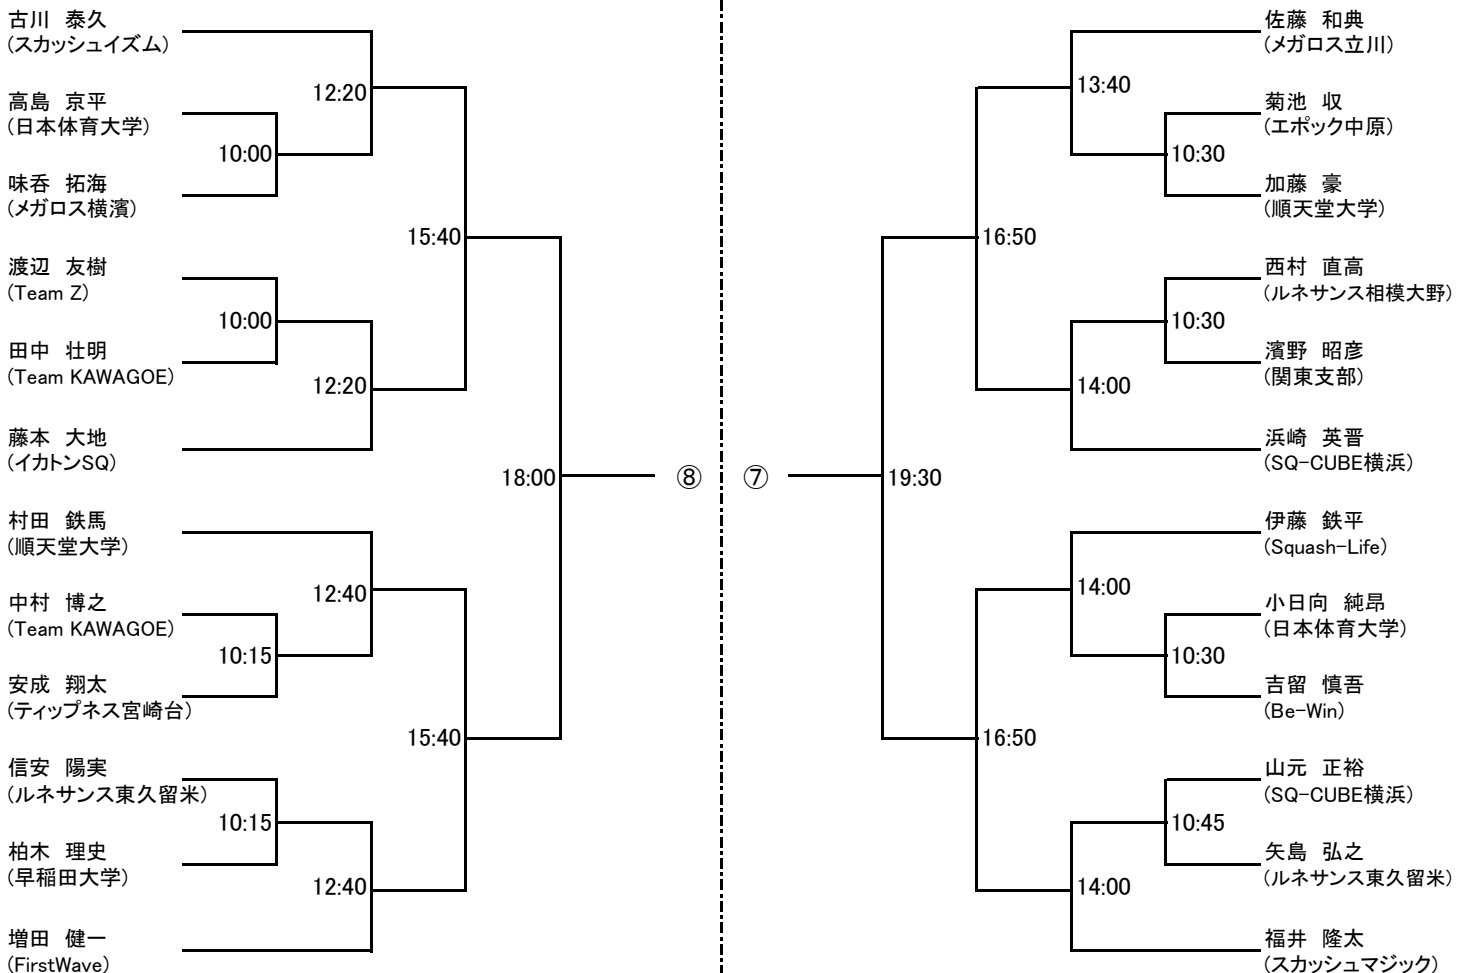 古川　泰久
(スカッシュイズム)
12:20
高島　京平
(日本体育大学)
10:00
味呑　拓海
(メガロス横濱)
15:40
渡辺　友樹
(Team Z)
10:00
田中　壮明
(Team KAWAGOE)
12:20
藤本　大地
(イカトンSQ)
18:00
⑧
村田　鉄馬
(順天堂大学)
12:40
中村　博之
(Team KAWAGOE)
10:15
安成　翔太
(ティップネス宮崎台)
15:40
信安　陽実
(ルネサンス東久留米)
10:15
柏木　理史
(早稲田大学)
12:40
増田　健一
(FirstWave)
佐藤　和典
(メガロス立川)
13:40
菊池　収
(エポック中原)
10:30
加藤　豪
(順天堂大学)
16:50
西村　直高
(ルネサンス相模大野)
10:30
濱野　昭彦
(関東支部)
14:00
浜崎　英晋
(SQ-CUBE横浜)
⑦
19:30
伊藤　鉄平
(Squash-Life)
14:00
小日向　純昂
(日本体育大学)
10:30
吉留　慎吾
(Be-Win)
16:50
山元　正裕
(SQ-CUBE横浜)
10:45
矢島　弘之
(ルネサンス東久留米)
14:00
福井　隆太
(スカッシュマジック)